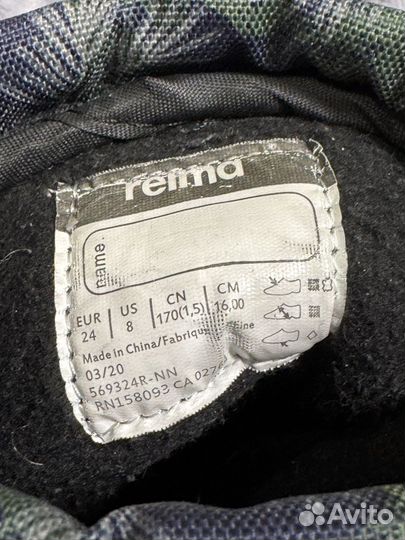 reima
name
EUR 24 | US 8 | CN 170(1,5) | CM 16,00
Made in China/Fabriqué
03/20
569324R-NN
RN158093 CA 027
Avito